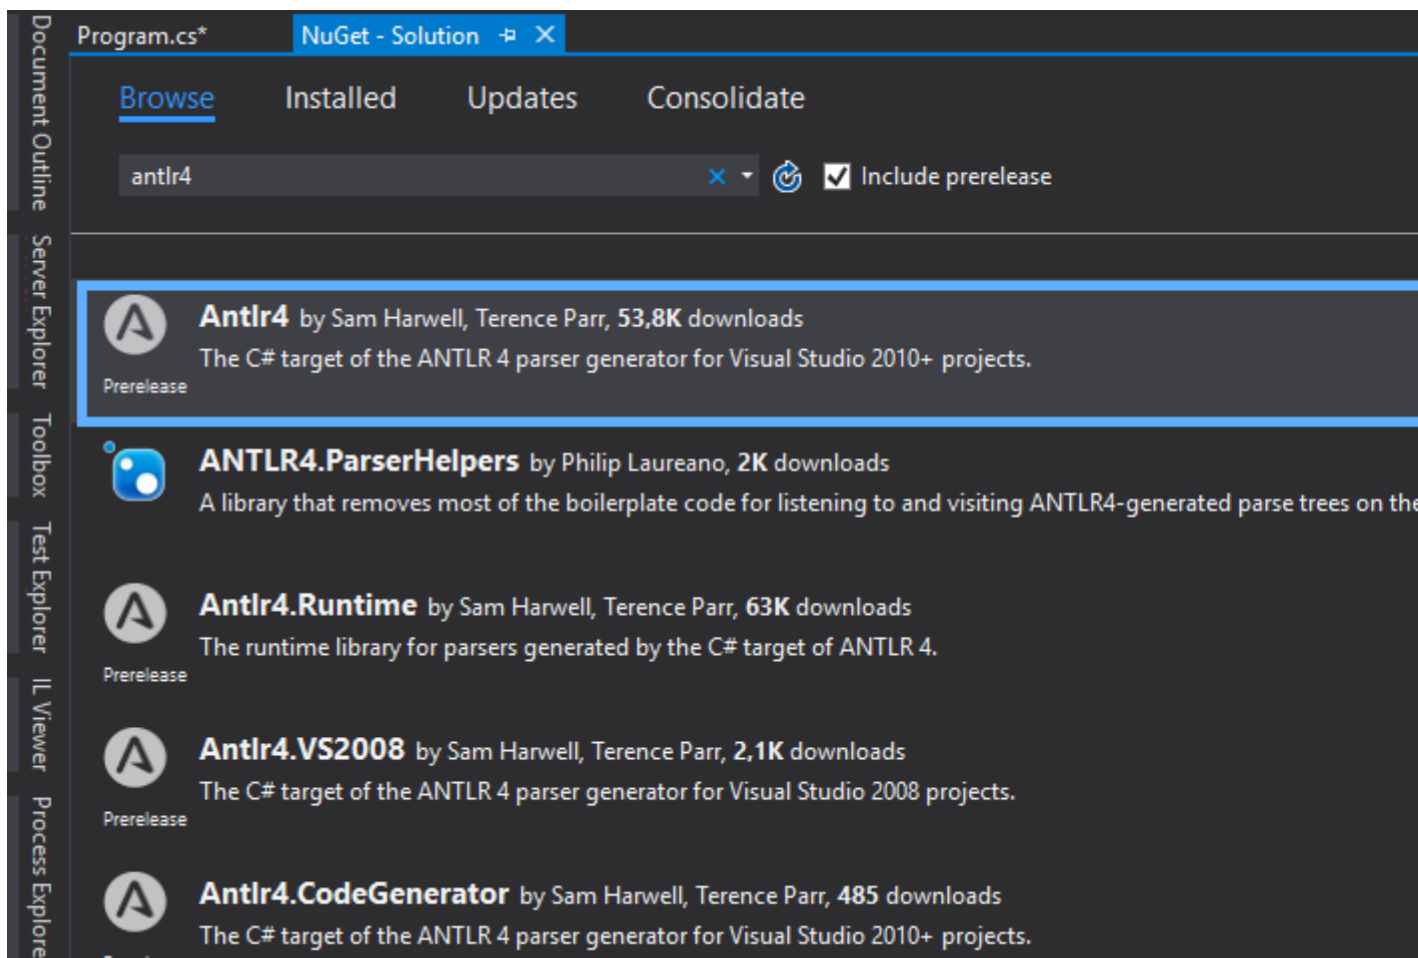 Program.cs* NuGet - Solution
Browse Installed Updates Consolidate
antlr4 Include prerelease
Antlr4 by Sam Harwell, Terence Parr, 53,8K downloads
The C# target of the ANTLR 4 parser generator for Visual Studio 2010+ projects.
Prerelease
ANTLR4.ParserHelpers by Philip Laureano, 2K downloads
A library that removes most of the boilerplate code for listening to and visiting ANTLR4-generated parse trees on the
Antlr4.Runtime by Sam Harwell, Terence Parr, 63K downloads
The runtime library for parsers generated by the C# target of ANTLR 4.
Prerelease
Antlr4.VS2008 by Sam Harwell, Terence Parr, 2,1K downloads
The C# target of the ANTLR 4 parser generator for Visual Studio 2008 projects.
Prerelease
Antlr4.CodeGenerator by Sam Harwell, Terence Parr, 485 downloads
The C# target of the ANTLR 4 parser generator for Visual Studio 2010+ projects.
Document Outline
Server Explorer
Toolbox
Test Explorer
IL Viewer
Process Explore